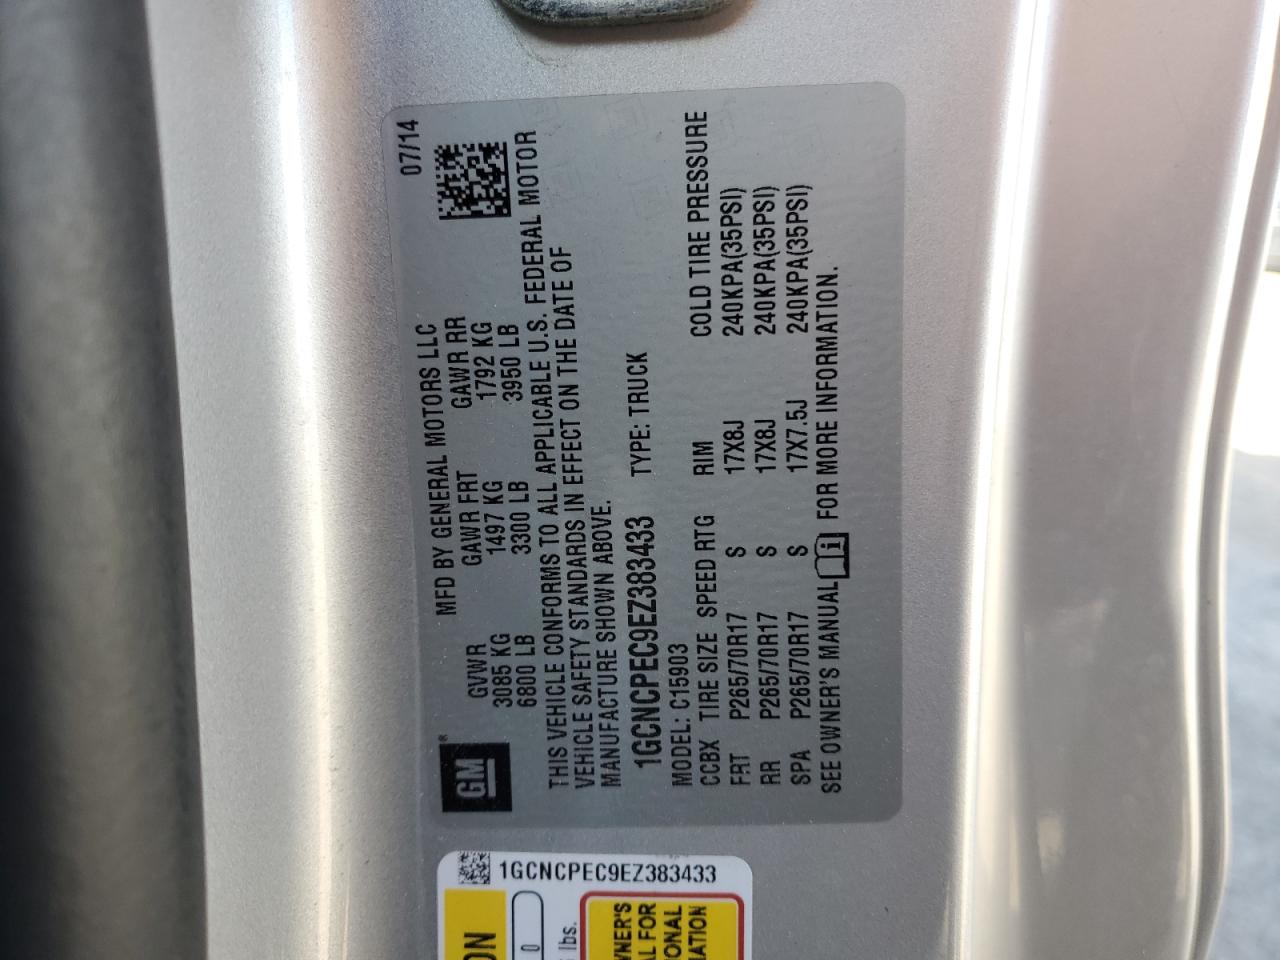 07/14
MFD BY GENERAL MOTORS LLC
GM®
GVWR GAWR FRT GAWR RR
3085 KG 1497 KG 1792 KG
6800 LB 3300 LB 3950 LB
THIS VEHICLE CONFORMS TO ALL APPLICABLE U.S. FEDERAL MOTOR
VEHICLE SAFETY STANDARDS IN EFFECT ON THE DATE OF
MANUFACTURE SHOWN ABOVE.
1GCNCPEC9EZ383433 TYPE: TRUCK
MODEL: C15903
CCBX TIRE SIZE SPEED RTG RIM COLD TIRE PRESSURE
FRT P265/70R17 S 17X8J 240KPA(35PSI)
RR P265/70R17 S 17X8J 240KPA(35PSI)
SPA P265/70R17 S 17X7.5J 240KPA(35PSI)
SEE OWNER'S MANUAL i FOR MORE INFORMATION.
1GCNCPEC9EZ383433
0
lbs.